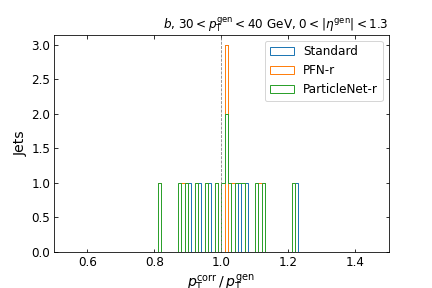 b, 30 < p_T^gen < 40 GeV, 0 < |η^gen| < 1.3
Standard
PFN-r
ParticleNet-r
Jets
3.0
2.5
2.0
1.5
1.0
0.5
0.0
0.6 0.8 1.0 1.2 1.4
p_T^corr / p_T^gen